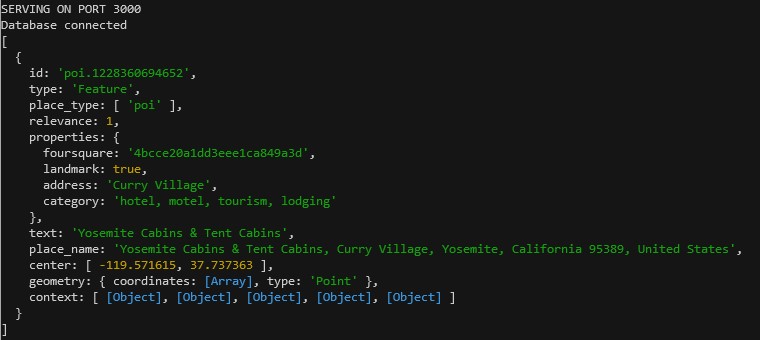 SERVING ON PORT 3000
Database connected
[
  {
    id: 'poi.1228360694652',
    type: 'Feature',
    place_type: [ 'poi' ],
    relevance: 1,
    properties: {
      foursquare: '4bcce20a1dd3eee1ca849a3d',
      landmark: true,
      address: 'Curry Village',
      category: 'hotel, motel, tourism, lodging'
    },
    text: 'Yosemite Cabins & Tent Cabins',
    place_name: 'Yosemite Cabins & Tent Cabins, Curry Village, Yosemite, California 95389, United States',
    center: [ -119.571615, 37.737363 ],
    geometry: { coordinates: [Array], type: 'Point' },
    context: [ [Object], [Object], [Object], [Object], [Object] ]
  }
]